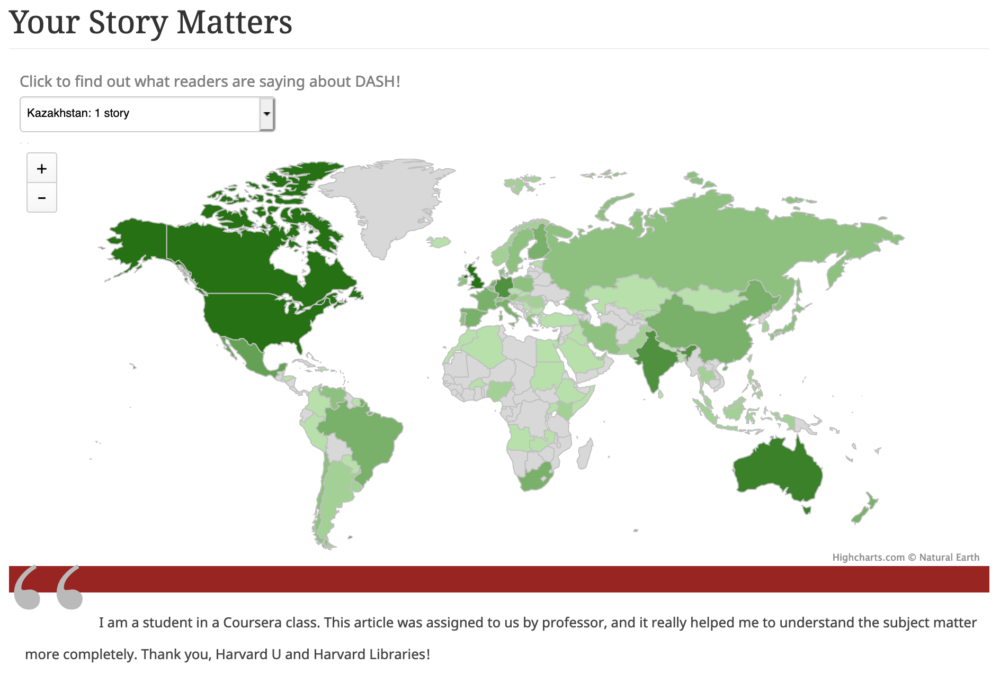 Your Story Matters
Click to find out what readers are saying about DASH!
Kazakhstan: 1 story
+
−
Highcharts.com © Natural Earth
“
I am a student in a Coursera class. This article was assigned to us by professor, and it really helped me to understand the subject matter
more completely. Thank you, Harvard U and Harvard Libraries!